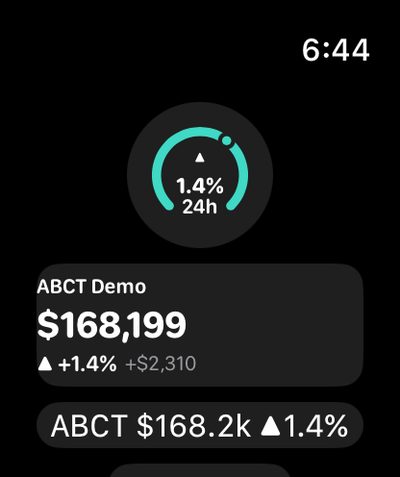 6:44
▲
1.4%
24h
ABCT Demo
$168,199
▲ +1.4% +$2,310
ABCT $168.2k ▲1.4%